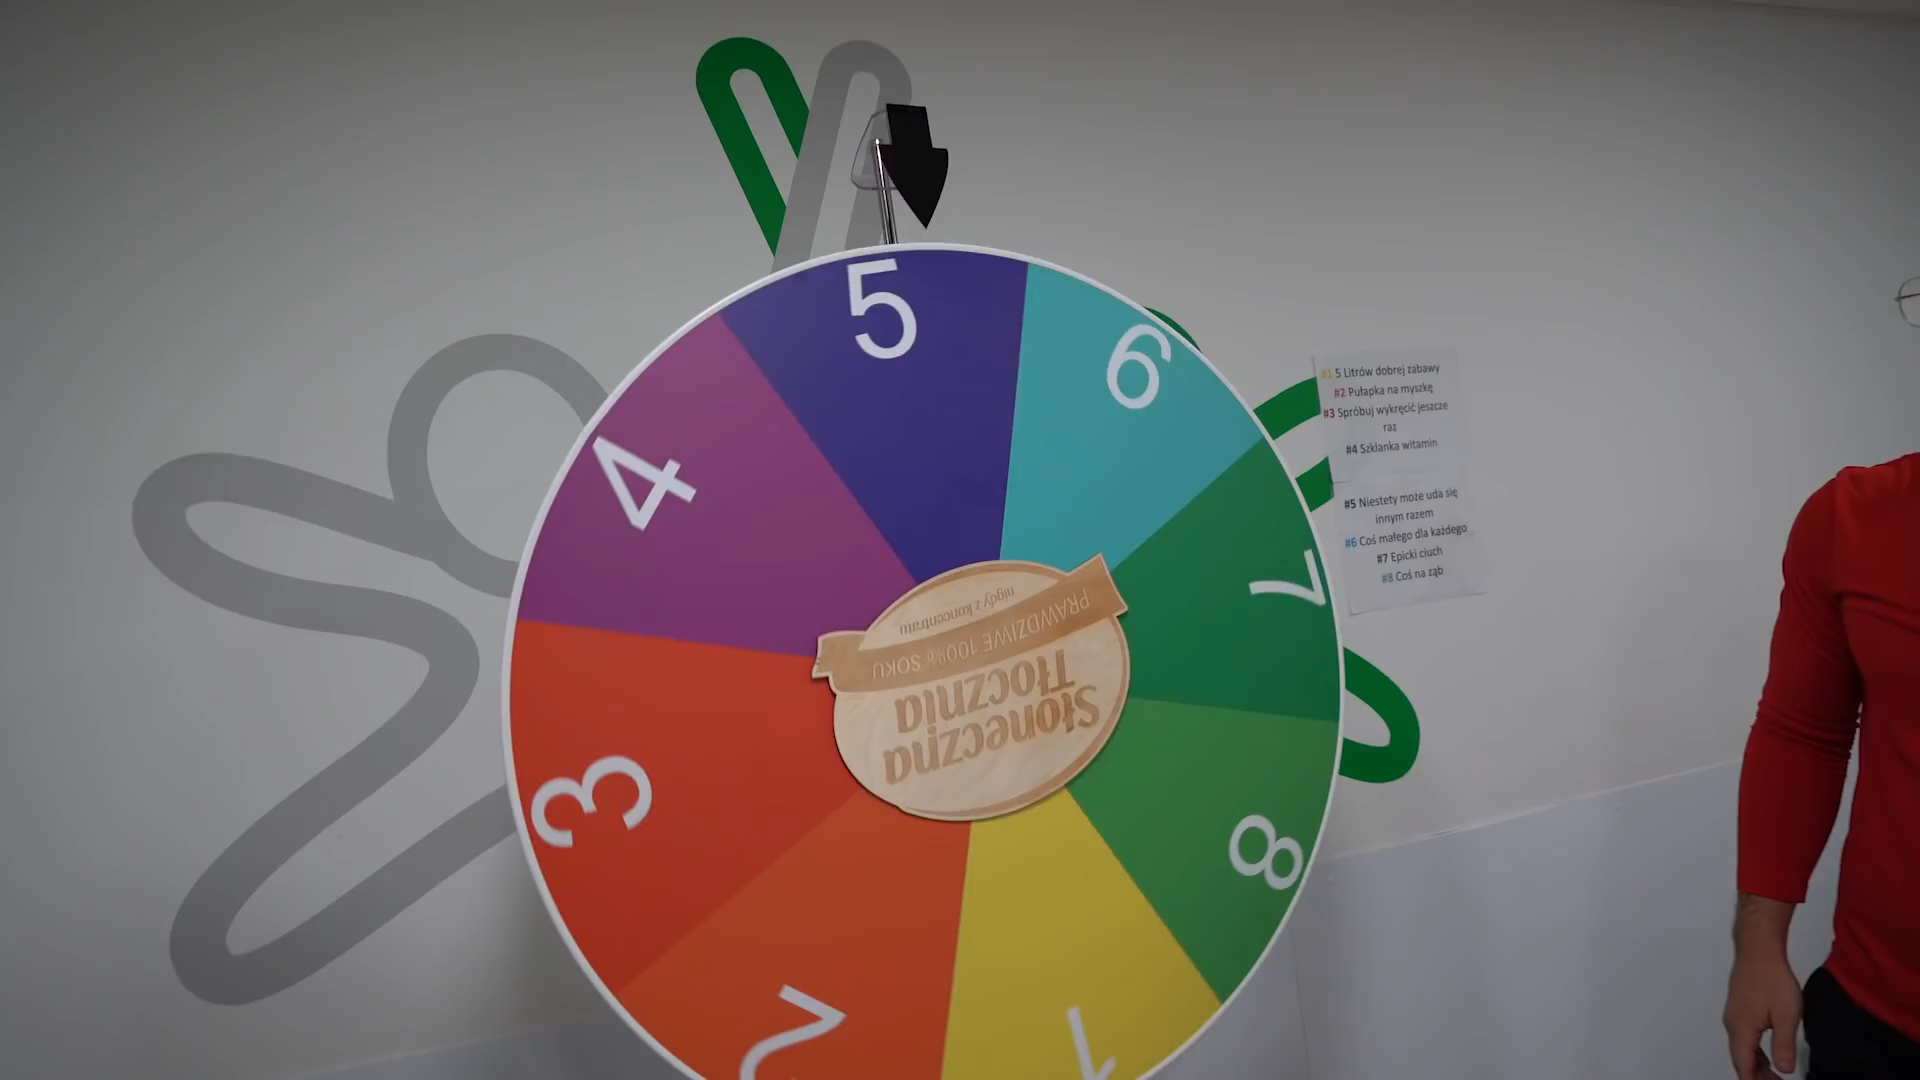 5
6
4
#1 5 Litrów dobrej zabawy
#2 Pułapka na myszkę
#3 Spróbuj wykręcić jeszcze
raz
#4 Szklanka witamin
#5 Niestety może uda się
innym razem
#6 Coś małego dla każdego
#7 Epicki ciuch
#8 Coś na ząb
7
3
8
2
1
Słoneczna
Tłocznia
PRAWDZIWE 100% SOKU
nigdy z koncentratu